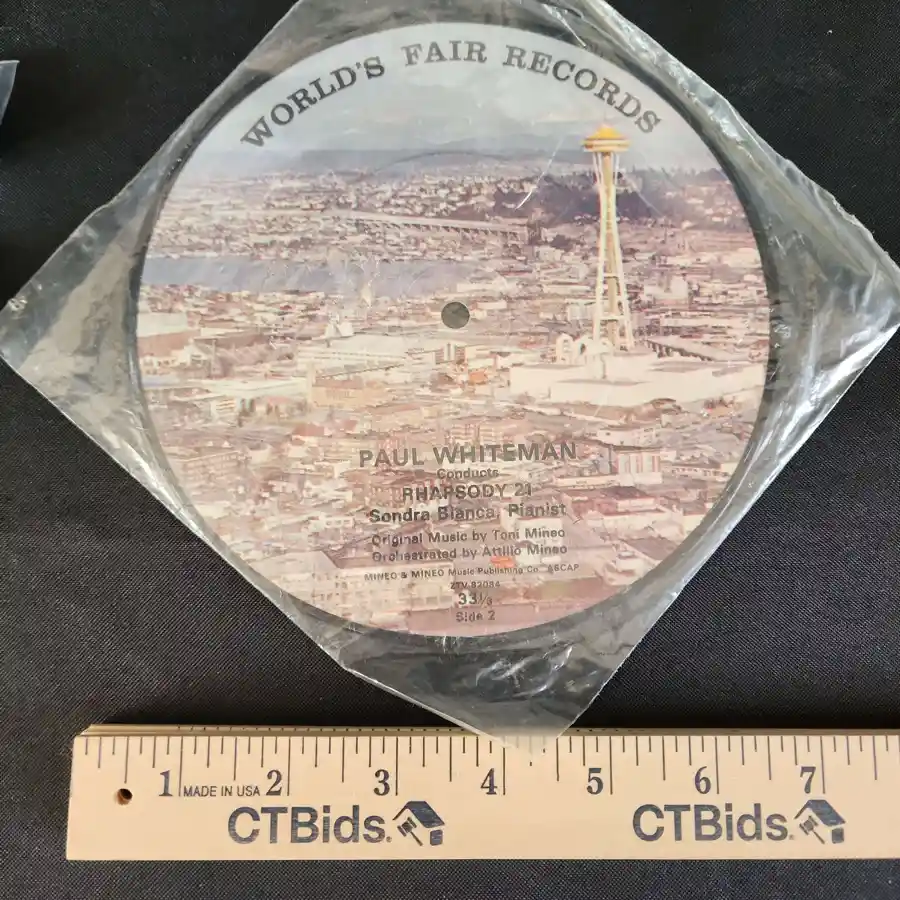 WORLD'S FAIR RECORDS
PAUL WHITEMAN
Conducts
RHAPSODY 21
Sondra Bianca, Pianist
Original Music by Toni Mineo
Orchestrated by Attilio Mineo
MINEO & MINEO Music Publishing Co. ASCAP
ZTV 82084
33⅓
Side 2
1 MADE IN USA 2 3 4 5 6 7
CTBids. CTBids.